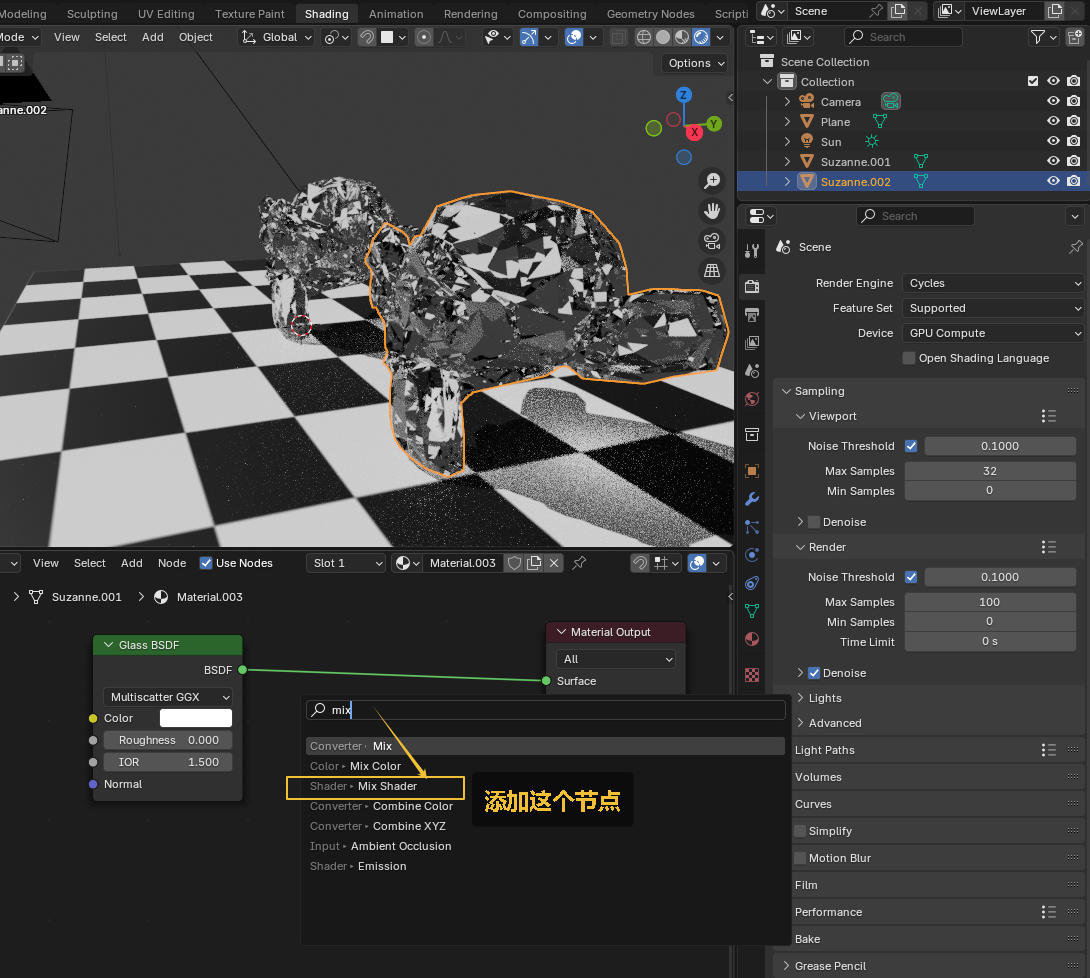 Modeling Sculpting UV Editing Texture Paint Shading Animation Rendering Compositing Geometry Nodes Scripti
Scene ViewLayer
Mode View Select Add Object Global
Search
Options
Scene Collection
Collection
Camera
Plane
Sun
Suzanne.001
Suzanne.002
anne.002
Z
Y
X
Search
Scene
Render Engine Cycles
Feature Set Supported
Device GPU Compute
Open Shading Language
Sampling
Viewport
Noise Threshold 0.1000
Max Samples 32
Min Samples 0
Denoise
Render
Noise Threshold 0.1000
Max Samples 100
Min Samples 0
Time Limit 0 s
Denoise
Lights
Advanced
Light Paths
Volumes
Curves
Simplify
Motion Blur
Film
Performance
Bake
Grease Pencil
View Select Add Node Use Nodes Slot 1 Material.003
Suzanne.001 Material.003
Glass BSDF
BSDF
Multiscatter GGX
Color
Roughness 0.000
IOR 1.500
Normal
Material Output
All
Surface
mix
Converter ▸ Mix
Color ▸ Mix Color
Shader ▸ Mix Shader
Converter ▸ Combine Color
Converter ▸ Combine XYZ
Input ▸ Ambient Occlusion
Shader ▸ Emission
添加这个节点